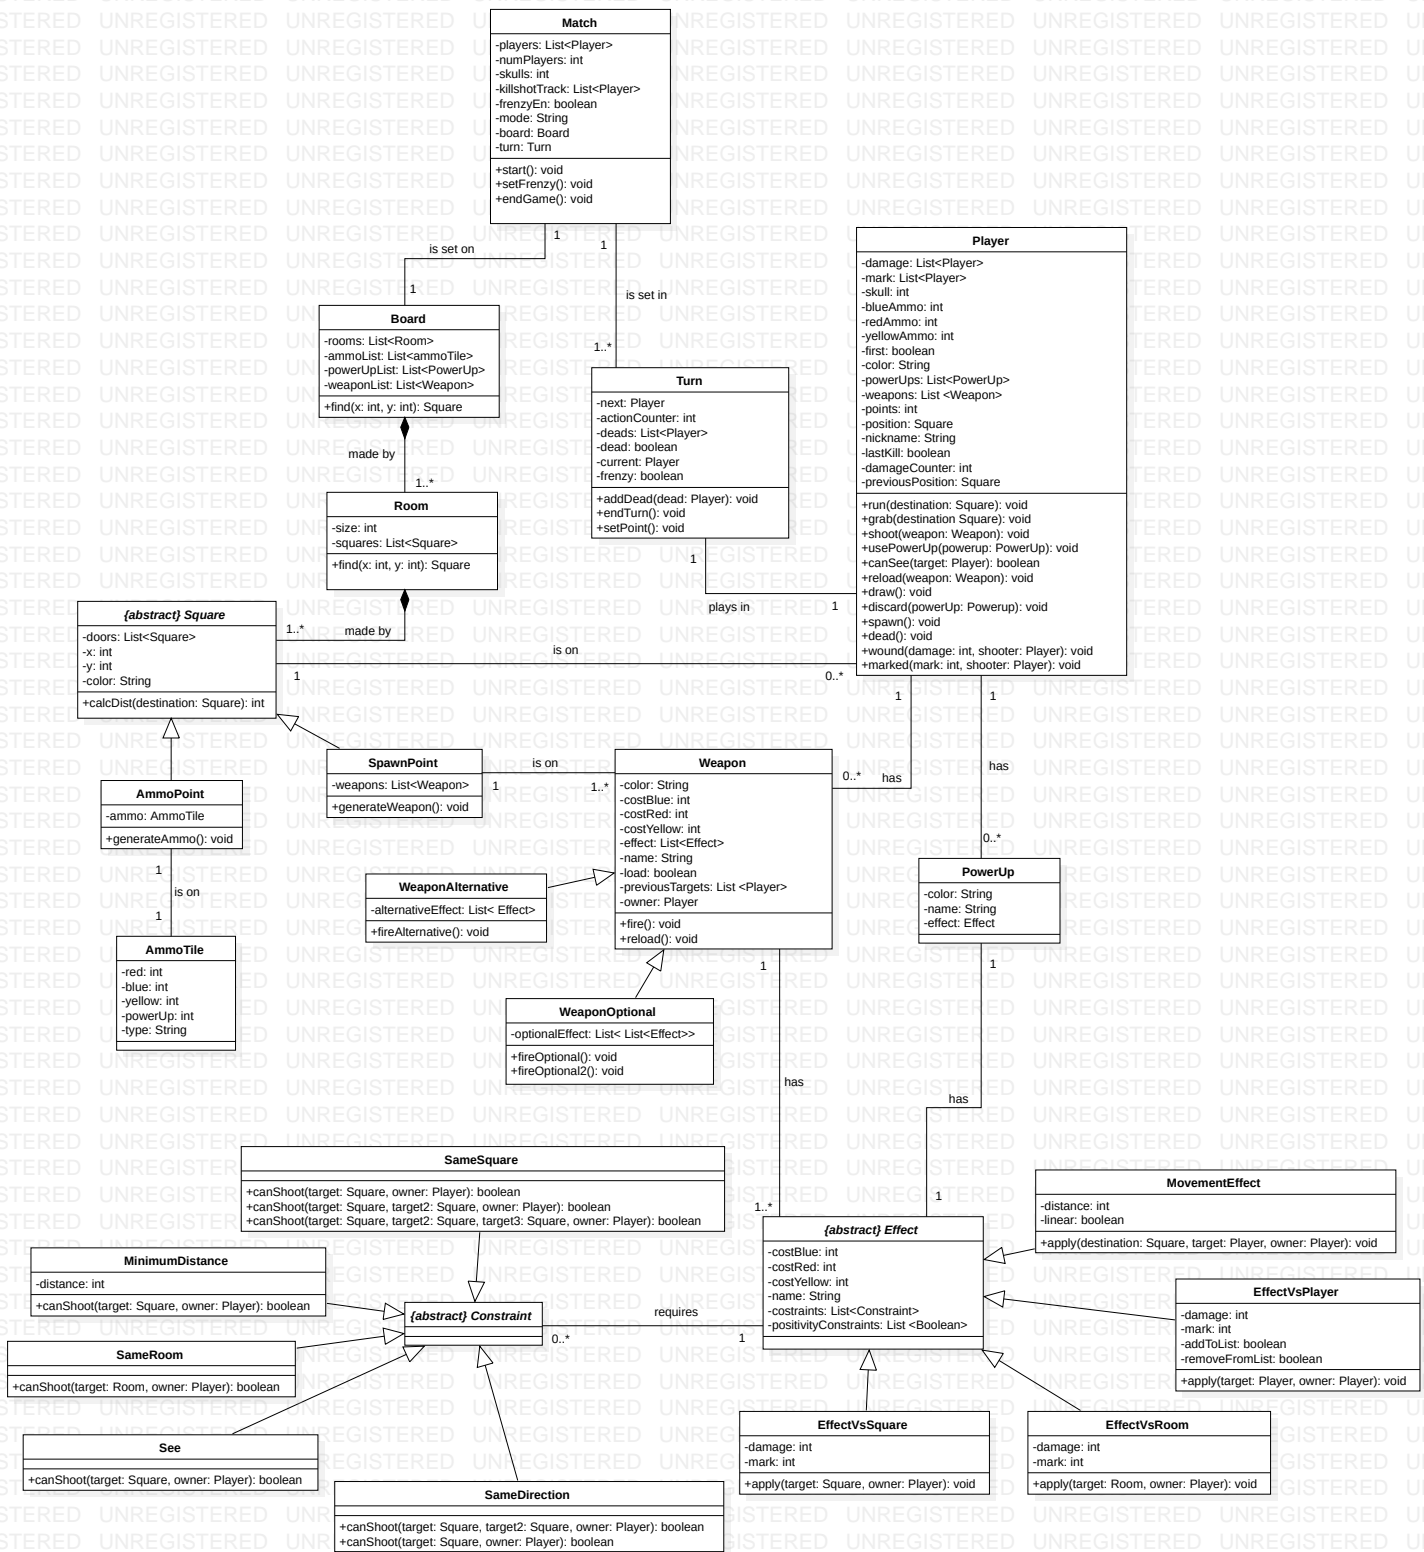 Match
-players: List<Player>
-numPlayers: int
-skulls: int
-killshotTrack: List<Player>
-frenzyEn: boolean
-mode: String
-board: Board
-turn: Turn
+start(): void
+setFrenzy(): void
+endGame(): void
1
is set on
1
1
is set in
1..*
Board
-rooms: List<Room>
-ammoList: List<ammoTile>
-powerUpList: List<PowerUp>
-weaponList: List<Weapon>
+find(x: int, y: int): Square
made by
1..*
Turn
-next: Player
-actionCounter: int
-deads: List<Player>
-dead: boolean
-current: Player
-frenzy: boolean
+addDead(dead: Player): void
+endTurn(): void
+setPoint(): void
1
plays in
1
Player
-damage: List<Player>
-mark: List<Player>
-skull: int
-blueAmmo: int
-redAmmo: int
-yellowAmmo: int
-first: boolean
-color: String
-powerUps: List<PowerUp>
-weapons: List <Weapon>
-points: int
-position: Square
-nickname: String
-lastKill: boolean
-damageCounter: int
-previousPosition: Square
+run(destination: Square): void
+grab(destination Square): void
+shoot(weapon: Weapon): void
+usePowerUp(powerup: PowerUp): void
+canSee(target: Player): boolean
+reload(weapon: Weapon): void
+draw(): void
+discard(powerUp: Powerup): void
+spawn(): void
+dead(): void
+wound(damage: int, shooter: Player): void
+marked(mark: int, shooter: Player): void
Room
-size: int
-squares: List<Square>
+find(x: int, y: int): Square
1..*
made by
{abstract} Square
-doors: List<Square>
-x: int
-y: int
-color: String
+calcDist(destination: Square): int
is on
1
0..*
1
0..*
has
1
has
0..*
SpawnPoint
-weapons: List<Weapon>
+generateWeapon(): void
is on
1
1..*
Weapon
-color: String
-costBlue: int
-costRed: int
-costYellow: int
-effect: List<Effect>
-name: String
-load: boolean
-previousTargets: List <Player>
-owner: Player
+fire(): void
+reload(): void
AmmoPoint
-ammo: AmmoTile
+generateAmmo(): void
1
is on
1
AmmoTile
-red: int
-blue: int
-yellow: int
-powerUp: int
-type: String
WeaponAlternative
-alternativeEffect: List< Effect>
+fireAlternative(): void
PowerUp
-color: String
-name: String
-effect: Effect
WeaponOptional
-optionalEffect: List< List<Effect>>
+fireOptional(): void
+fireOptional2(): void
1
has
1..*
1
has
1
SameSquare
+canShoot(target: Square, owner: Player): boolean
+canShoot(target: Square, target2: Square, owner: Player): boolean
+canShoot(target: Square, target2: Square, target3: Square, owner: Player): boolean
MovementEffect
-distance: int
-linear: boolean
+apply(destination: Square, target: Player, owner: Player): void
{abstract} Effect
-costBlue: int
-costRed: int
-costYellow: int
-name: String
-costraints: List<Constraint>
-positivityConstraints: List <Boolean>
MinimumDistance
-distance: int
+canShoot(target: Square, owner: Player): boolean
{abstract} Constraint
requires
0..*
1
EffectVsPlayer
-damage: int
-mark: int
-addToList: boolean
-removeFromList: boolean
+apply(target: Player, owner: Player): void
SameRoom
+canShoot(target: Room, owner: Player): boolean
See
+canShoot(target: Square, owner: Player): boolean
SameDirection
+canShoot(target: Square, target2: Square, owner: Player): boolean
+canShoot(target: Square, owner: Player): boolean
EffectVsSquare
-damage: int
-mark: int
+apply(target: Square, owner: Player): void
EffectVsRoom
-damage: int
-mark: int
+apply(target: Room, owner: Player): void